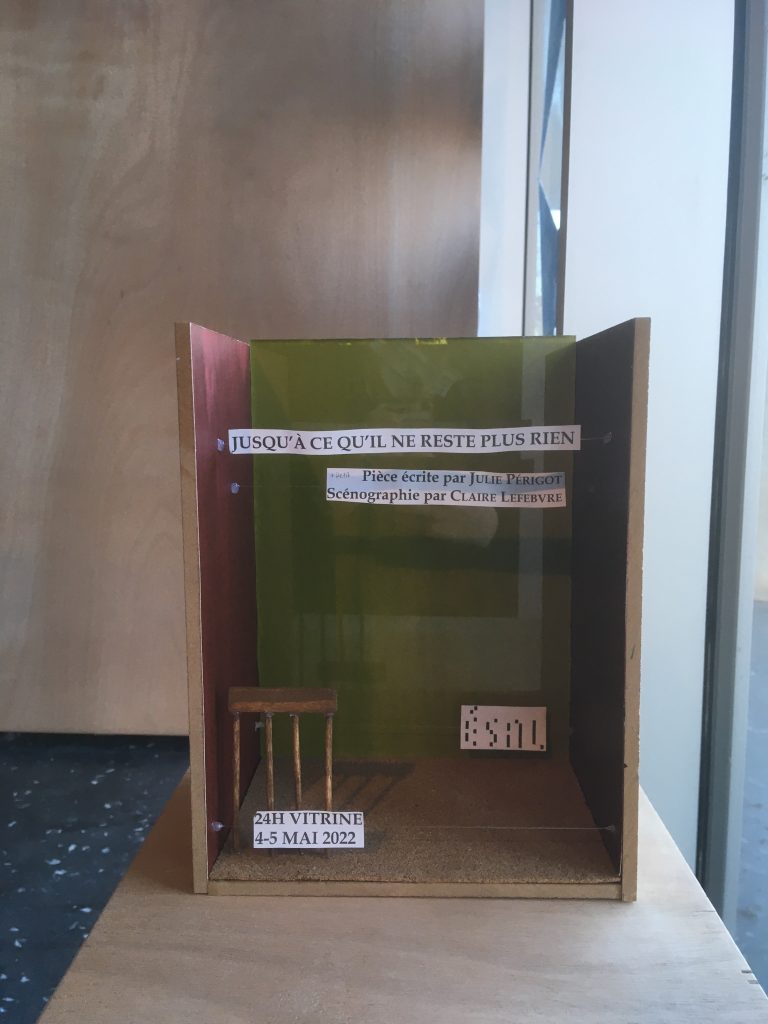 JUSQU'À CE QU'IL NE RESTE PLUS RIEN
Pièce écrite par JULIE PÉRIGOT
Scénographie par CLAIRE LEFEBVRE
24H VITRINE
4-5 MAI 2022